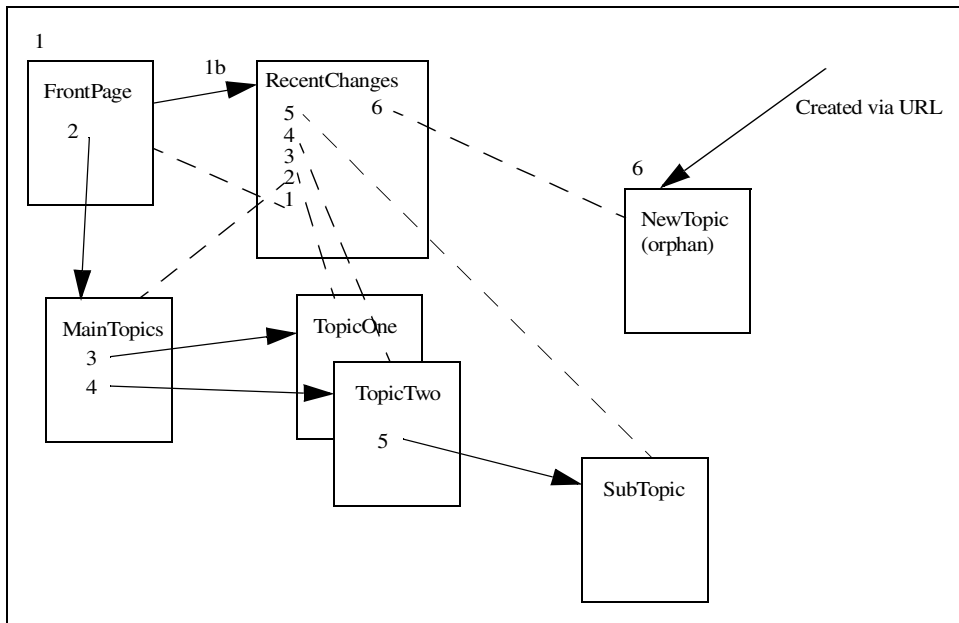 1
FrontPage
2
1b
RecentChanges
5
4
3
2
1
6
Created via URL
6
NewTopic
(orphan)
MainTopics
3
4
TopicOne
TopicTwo
5
SubTopic